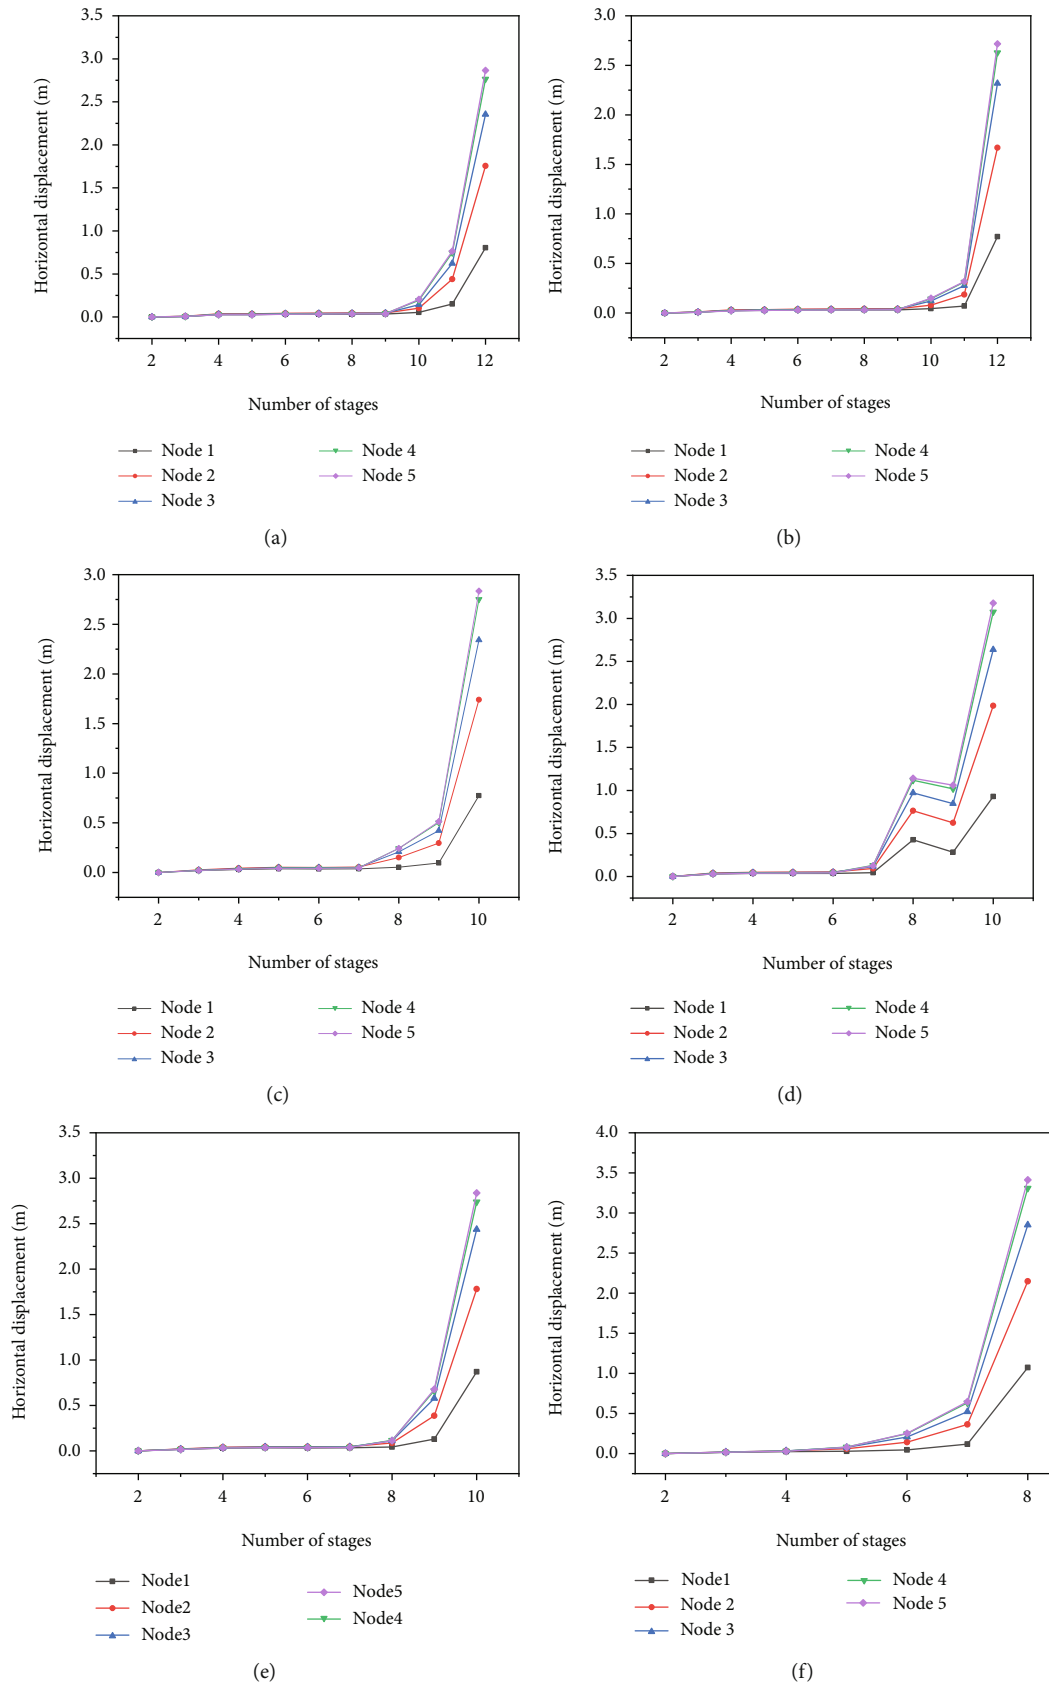 3.5
3.0
2.5
2.0
1.5
1.0
0.5
0.0
Horizontal displacement (m)
2 4 6 8 10 12
Number of stages
Node 1 Node 4
Node 2 Node 5
Node 3
(a)
3.0
2.5
2.0
1.5
1.0
0.5
0.0
Horizontal displacement (m)
2 4 6 8 10 12
Number of stages
Node 1 Node 4
Node 2 Node 5
Node 3
(b)
3.0
2.5
2.0
1.5
1.0
0.5
0.0
Horizontal displacement (m)
2 4 6 8 10
Number of stages
Node 1 Node 4
Node 2 Node 5
Node 3
(c)
3.5
3.0
2.5
2.0
1.5
1.0
0.5
0.0
Horizontal displacement (m)
2 4 6 8 10
Number of stages
Node 1 Node 4
Node 2 Node 5
Node 3
(d)
3.5
3.0
2.5
2.0
1.5
1.0
0.5
0.0
Horizontal displacement (m)
2 4 6 8 10
Number of stages
Node1
Node2
Node3
Node5
Node4
(e)
4.0
3.5
3.0
2.5
2.0
1.5
1.0
0.5
0.0
Horizontal displacement (m)
2 4 6 8
Number of stages
Node1 Node 4
Node 2 Node 5
Node 3
(f)